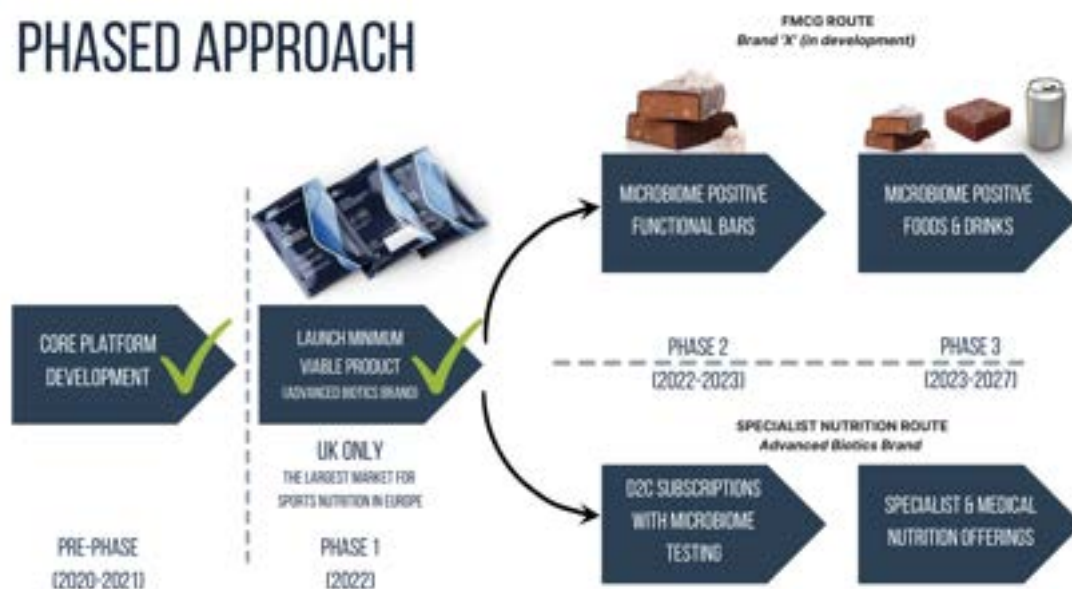 PHASED APPROACH
FMCG ROUTE
Brand 'X' (in development)
MICROBIOME POSITIVE
FUNCTIONAL BARS
MICROBIOME POSITIVE
FOODS & DRINKS
CORE PLATFORM
DEVELOPMENT
LAUNCH MINIMUM
VIABLE PRODUCT
(ADVANCED BIOTICS BRAND)
UK ONLY
THE LARGEST MARKET FOR
SPORTS NUTRITION IN EUROPE
PRE-PHASE
(2020-2021)
PHASE 1
(2022)
PHASE 2
(2022-2023)
PHASE 3
(2023-2027)
SPECIALIST NUTRITION ROUTE
Advanced Biotics Brand
D2C SUBSCRIPTIONS
WITH MICROBIOME
TESTING
SPECIALIST & MEDICAL
NUTRITION OFFERINGS